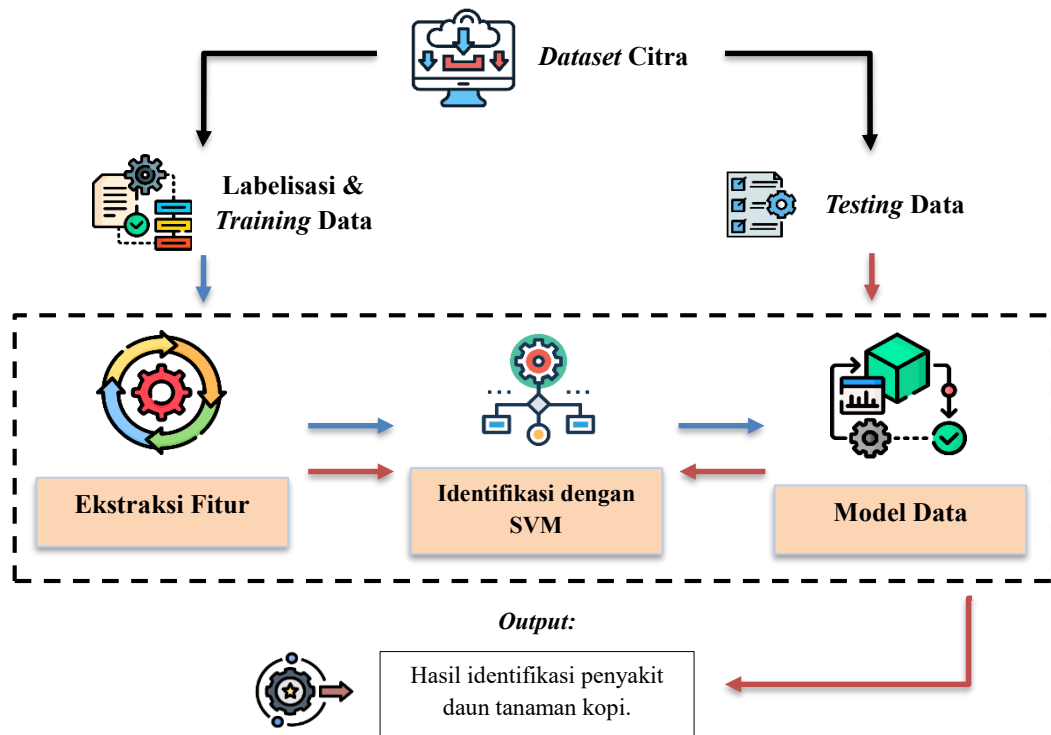 Dataset Citra
Labelisasi &
Training Data
Testing Data
Ekstraksi Fitur
Identifikasi dengan
SVM
Model Data
Output:
Hasil identifikasi penyakit
daun tanaman kopi.